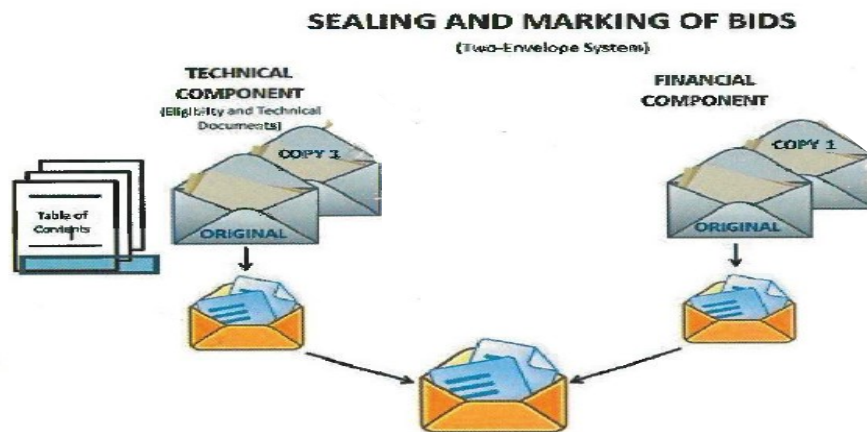 SEALING AND MARKING OF BIDS
(Two-Envelope System)
TECHNICAL
COMPONENT
(Eligibility and Technical
Documents)
FINANCIAL
COMPONENT
COPY 1
COPY 1
Table of
Contents
ORIGINAL
ORIGINAL